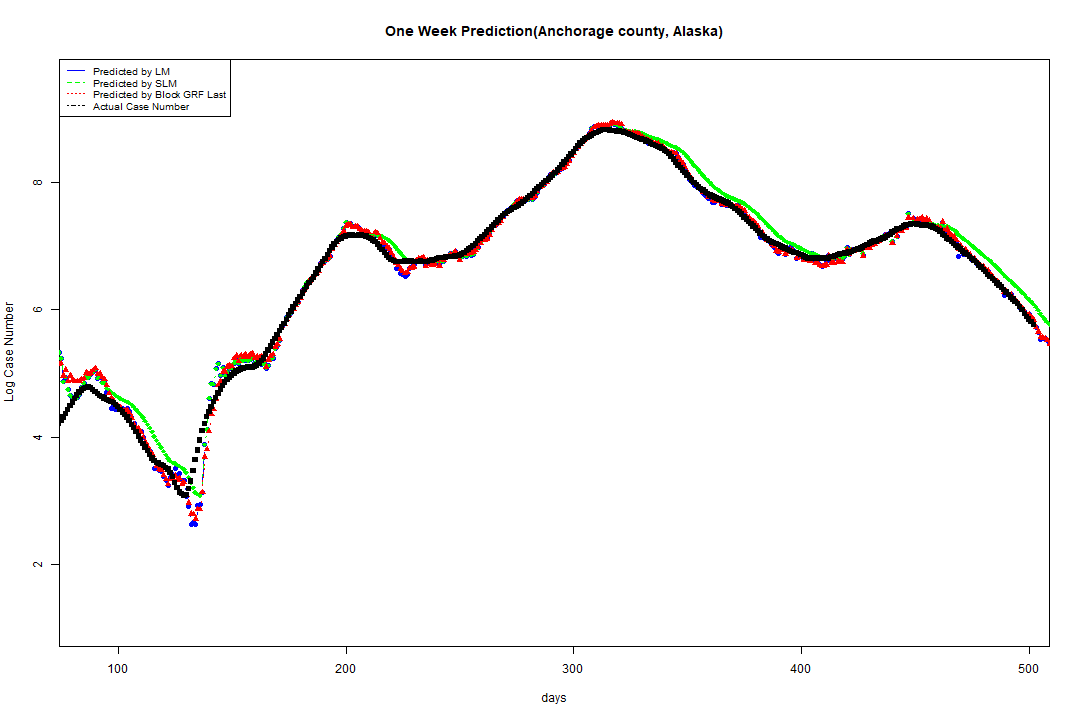 One Week Prediction(Anchorage county, Alaska)
Predicted by LM
Predicted by SLM
Predicted by Block GRF Last
Actual Case Number
Log Case Number
8
6
4
2
100 200 300 400 500
days